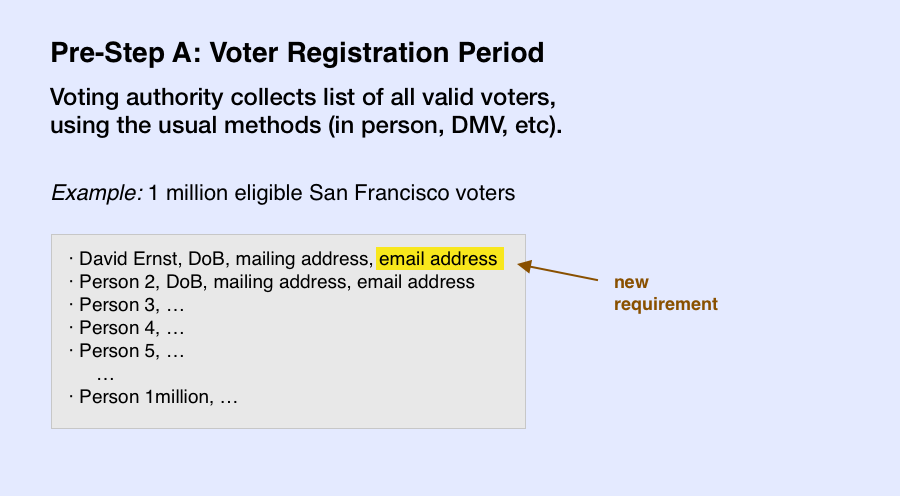 Pre-Step A: Voter Registration Period
Voting authority collects list of all valid voters,
using the usual methods (in person, DMV, etc).
Example: 1 million eligible San Francisco voters
· David Ernst, DoB, mailing address, email address
· Person 2, DoB, mailing address, email address
· Person 3, …
· Person 4, …
· Person 5, …
…
· Person 1million, …
new
requirement